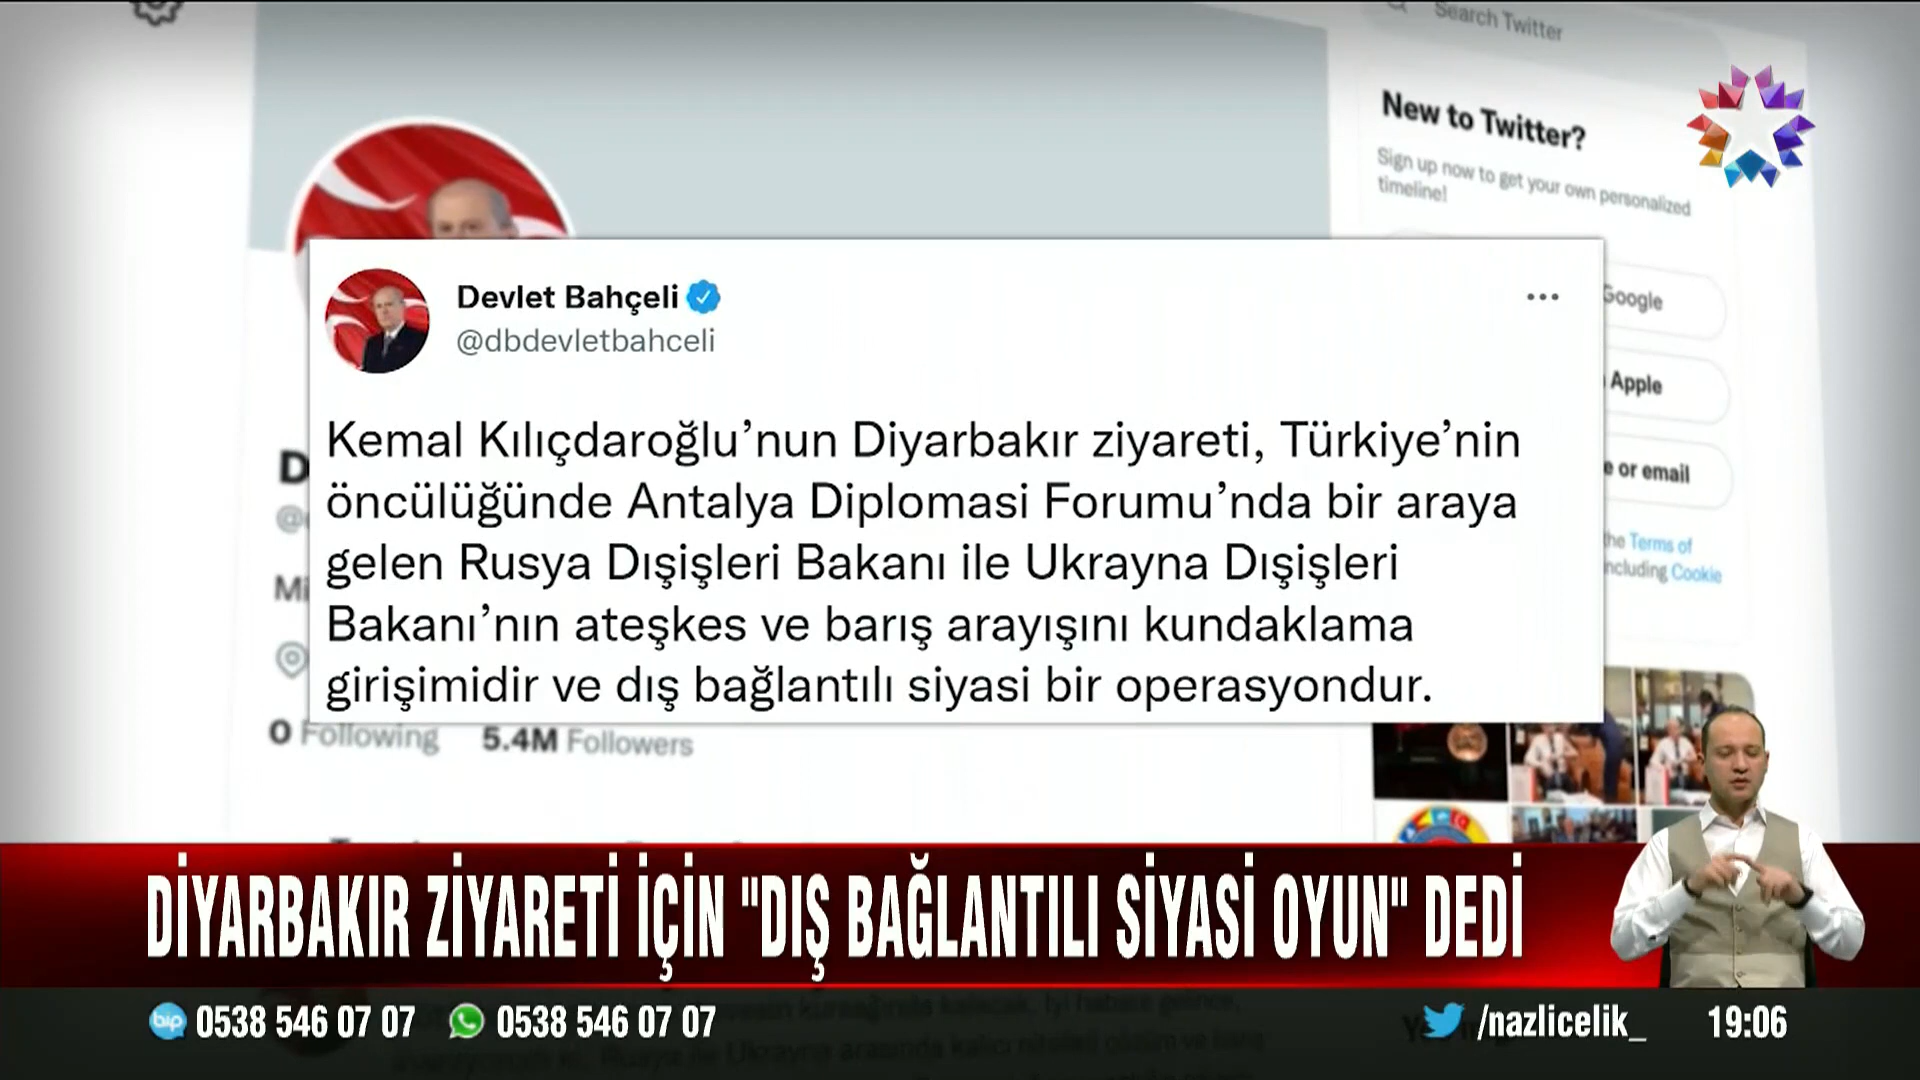 Search Twitter
New to Twitter?
Sign up now to get your own personalized
timeline!
Google
Apple
or email
the Terms of
including Cookie
Devlet Bahçeli
@dbdevletbahceli
Kemal Kılıçdaroğlu’nun Diyarbakır ziyareti, Türkiye’nin
öncülüğünde Antalya Diplomasi Forumu’nda bir araya
gelen Rusya Dışişleri Bakanı ile Ukrayna Dışişleri
Bakanı’nın ateşkes ve barış arayışını kundaklama
girişimidir ve dış bağlantılı siyasi bir operasyondur.
0 Following 5.4M Followers
DİYARBAKIR ZİYARETİ İÇİN "DIŞ BAĞLANTILI SİYASİ OYUN" DEDİ
bip 0538 546 07 07 0538 546 07 07 /nazlicelik_ 19:06